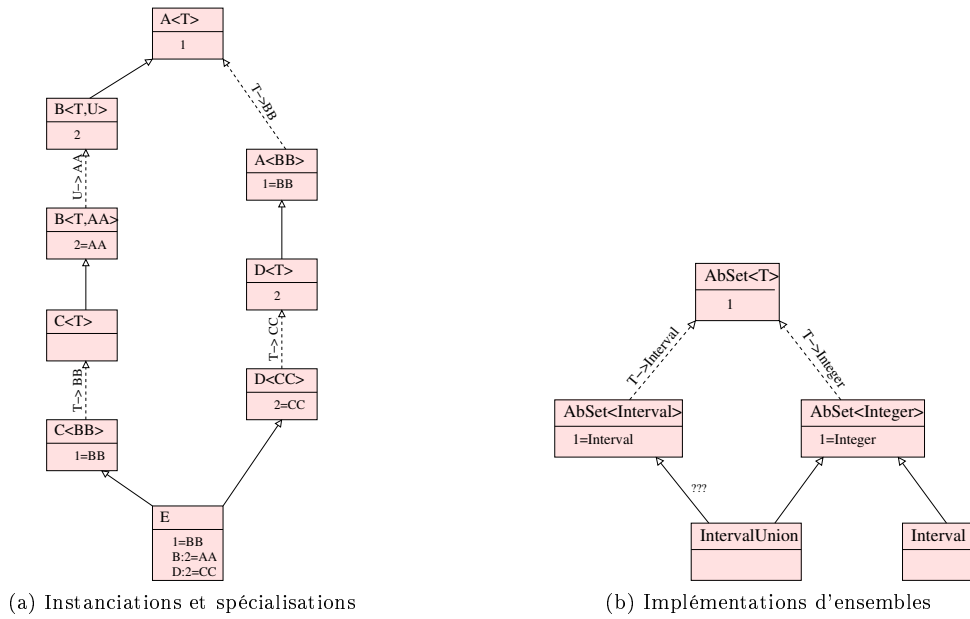 A<T>
1
T->BB
B<T,U>
2
U-> AA
A<BB>
1=BB
B<T,AA>
2=AA
D<T>
2
C<T>
T-> CC
T-> BB
D<CC>
2=CC
C<BB>
1=BB
E
1=BB
B:2=AA
D:2=CC
(a) Instanciations et spécialisations
AbSet<T>
1
T->Interval
T->Integer
AbSet<Interval>
1=Interval
AbSet<Integer>
1=Integer
???
IntervalUnion
Interval
(b) Implémentations d'ensembles